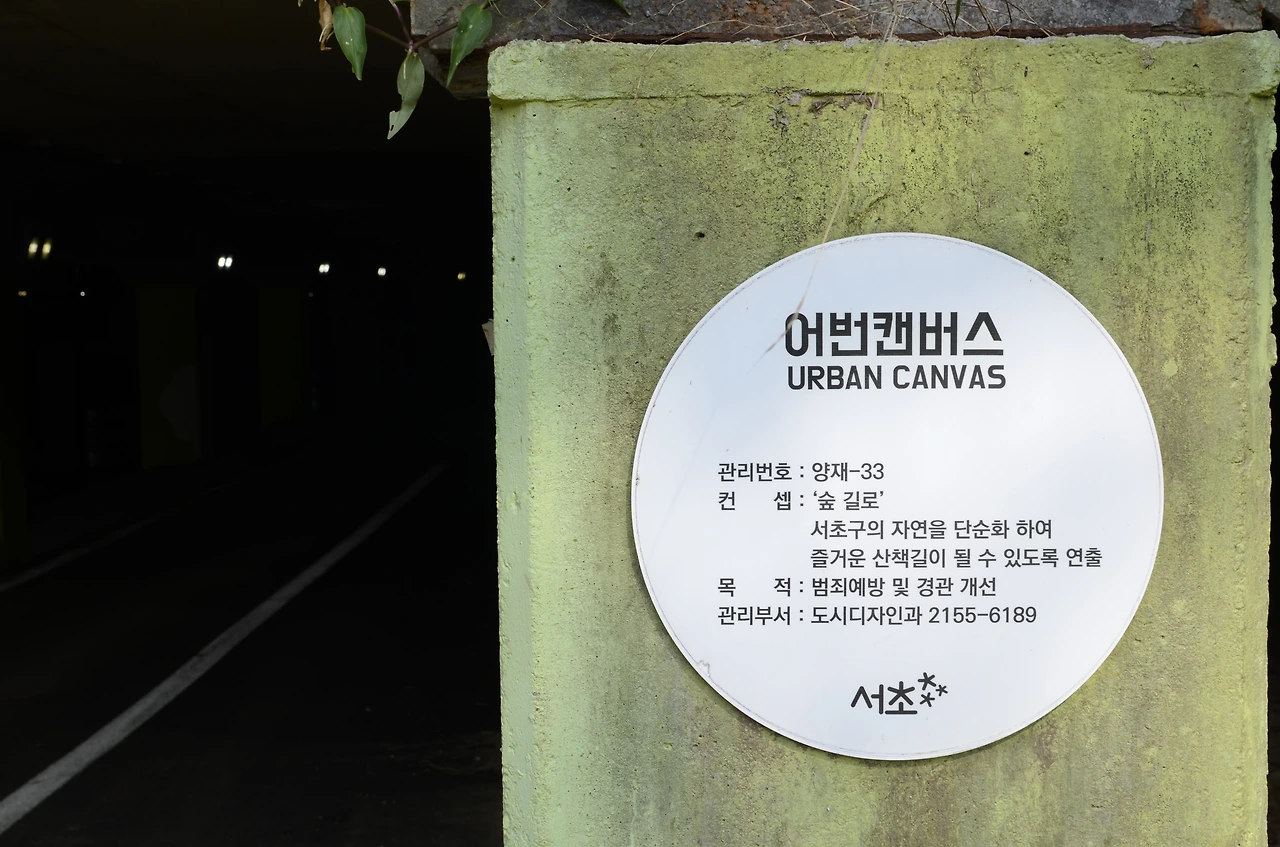 어번캔버스
URBAN CANVAS
관리번호 : 양재-33
컨 셉 : ‘숲 길로’
서초구의 자연을 단순화 하여
즐거운 산책길이 될 수 있도록 연출
목 적 : 범죄예방 및 경관 개선
관리부서 : 도시디자인과 2155-6189
서초